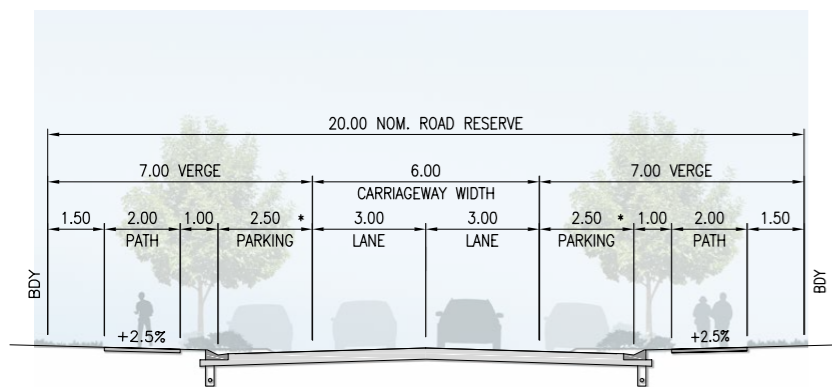 20.00 NOM. ROAD RESERVE
7.00 VERGE 6.00 7.00 VERGE
CARRIAGEWAY WIDTH
1.50 2.00 1.00 2.50 * 3.00 3.00 2.50 * 1.00 2.00 1.50
PATH PARKING LANE LANE PARKING PATH
BDY BDY
+2.5% +2.5%